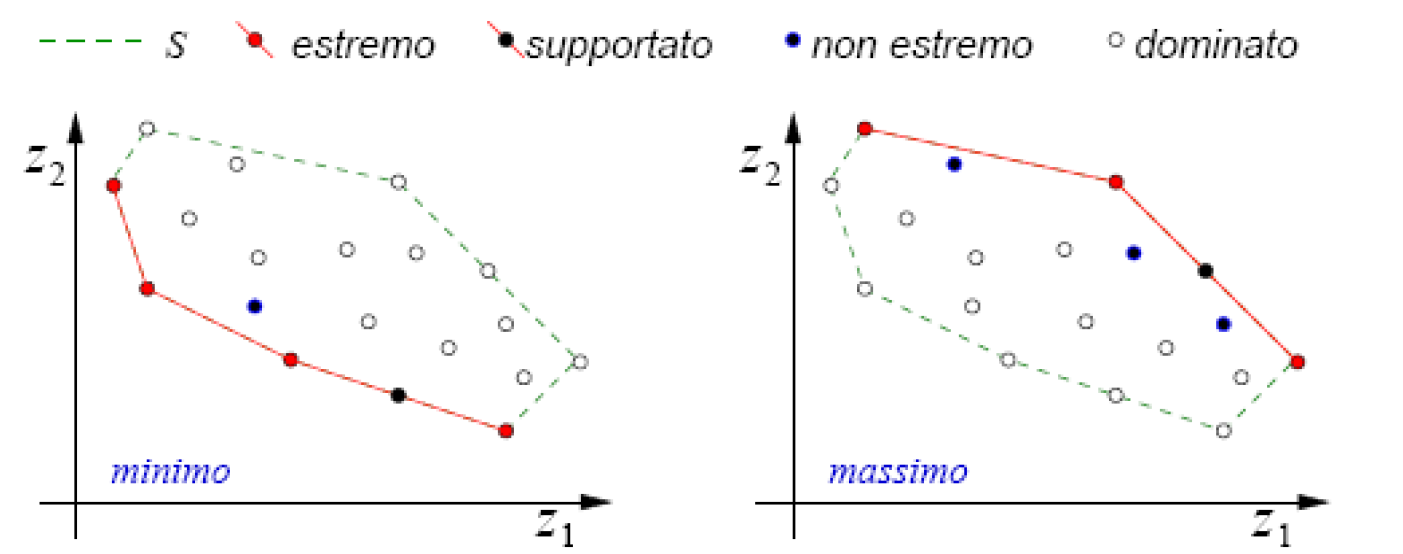 S estremo supportato non estremo dominato
z2 z2
minimo massimo
z1 z1